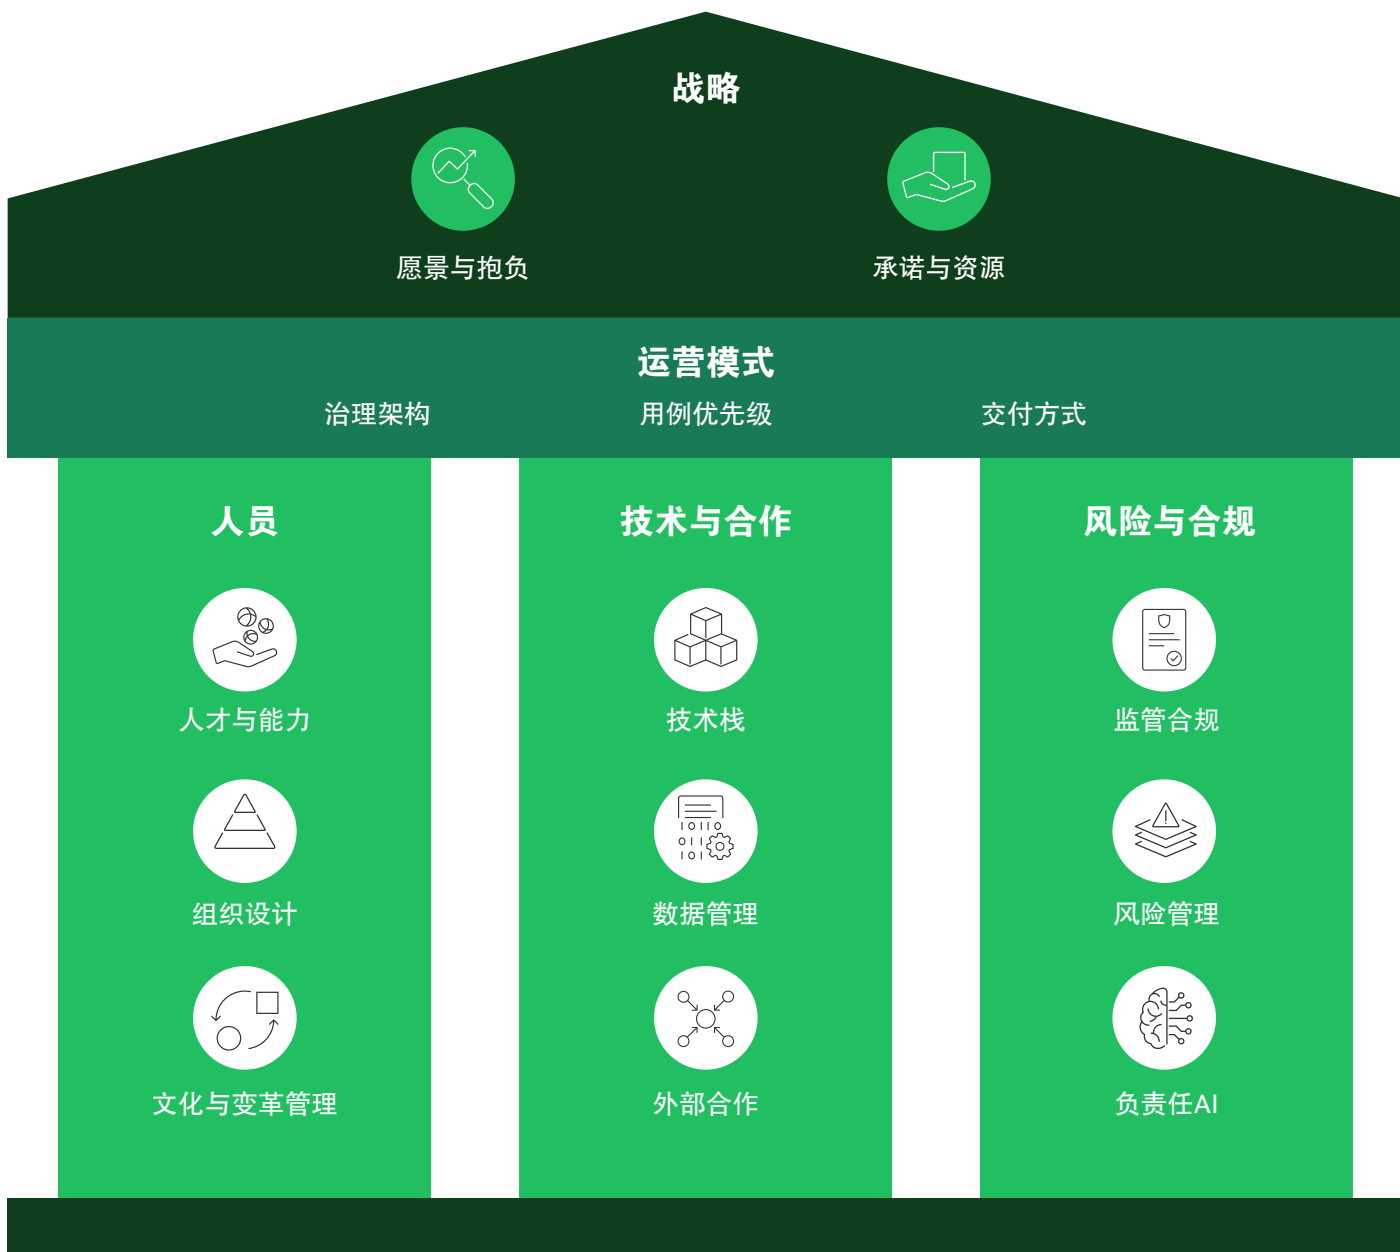 战略
愿景与抱负
承诺与资源
运营模式
治理架构
用例优先级
交付方式
人员
人才与能力
组织设计
文化与变革管理
技术与合作
技术栈
数据管理
外部合作
风险与合规
监管合规
风险管理
负责任AI